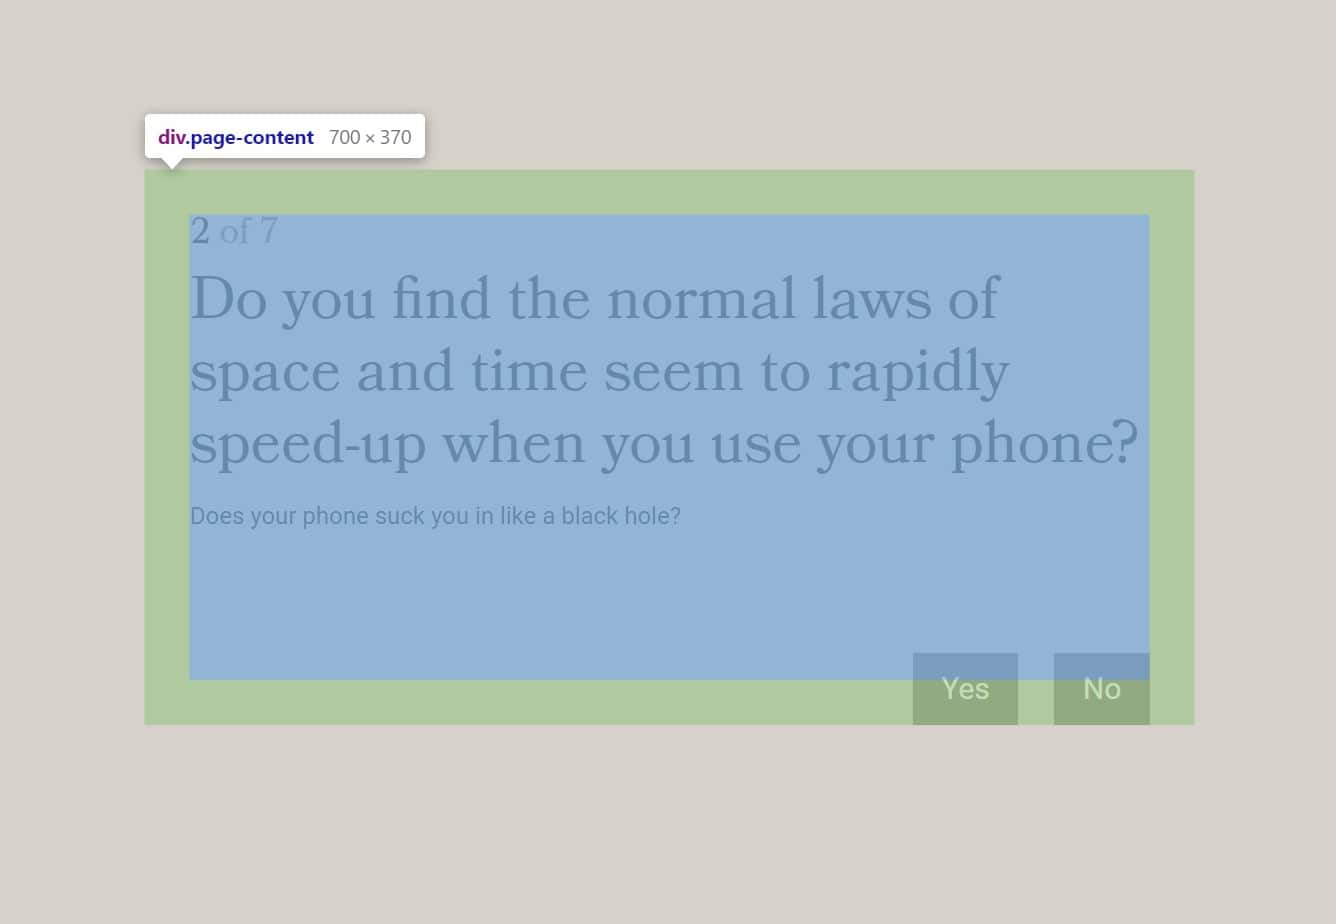 div.page-content 700 × 370
2 of 7
Do you find the normal laws of
space and time seem to rapidly
speed-up when you use your phone?
Does your phone suck you in like a black hole?
Yes No